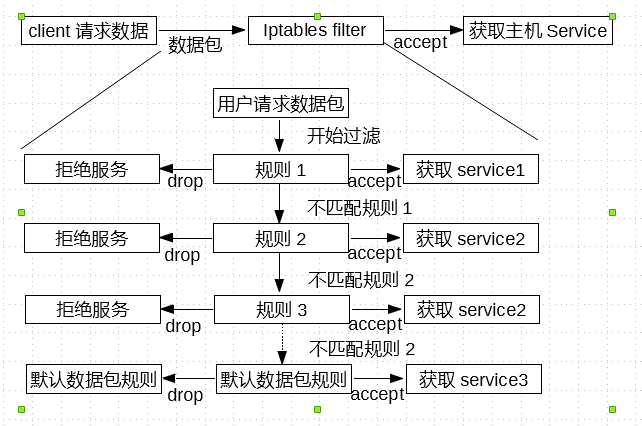 client 请求数据
Iptables filter
获取主机 Service
数据包
accept
用户请求数据包
开始过滤
拒绝服务
drop
规则 1
accept
获取 service1
不匹配规则 1
拒绝服务
drop
规则 2
accept
获取 service2
不匹配规则 2
拒绝服务
drop
规则 3
accept
获取 service2
不匹配规则 2
默认数据包规则
drop
默认数据包规则
accept
获取 service3